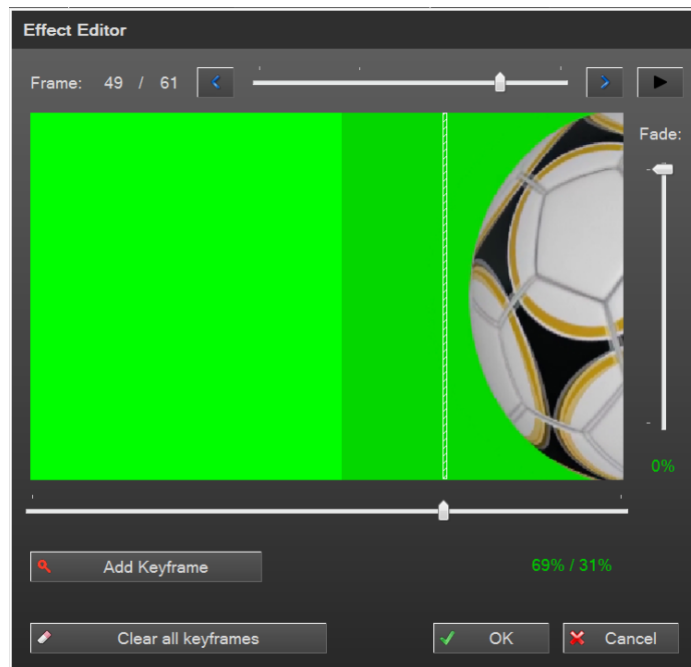 Effect Editor
Frame: 49 / 61
Fade:
0%
Add Keyframe 69% / 31%
Clear all keyframes OK Cancel